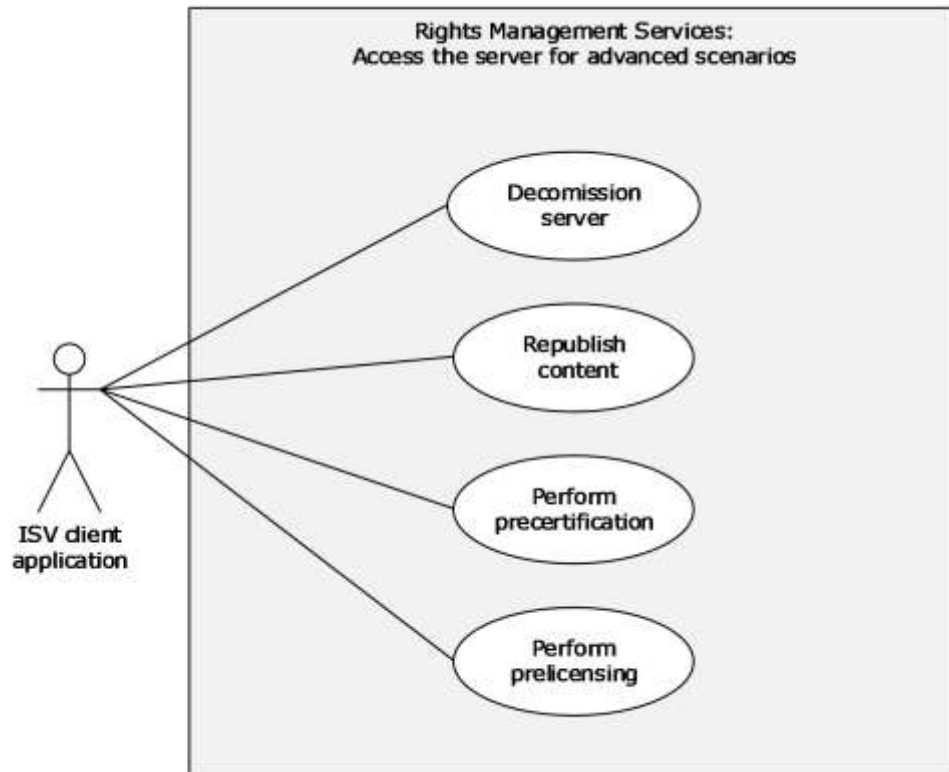 Rights Management Services:
Access the server for advanced scenarios
Decomission
server
Republish
content
Perform
precertification
Perform
prelicensing
ISV client
application